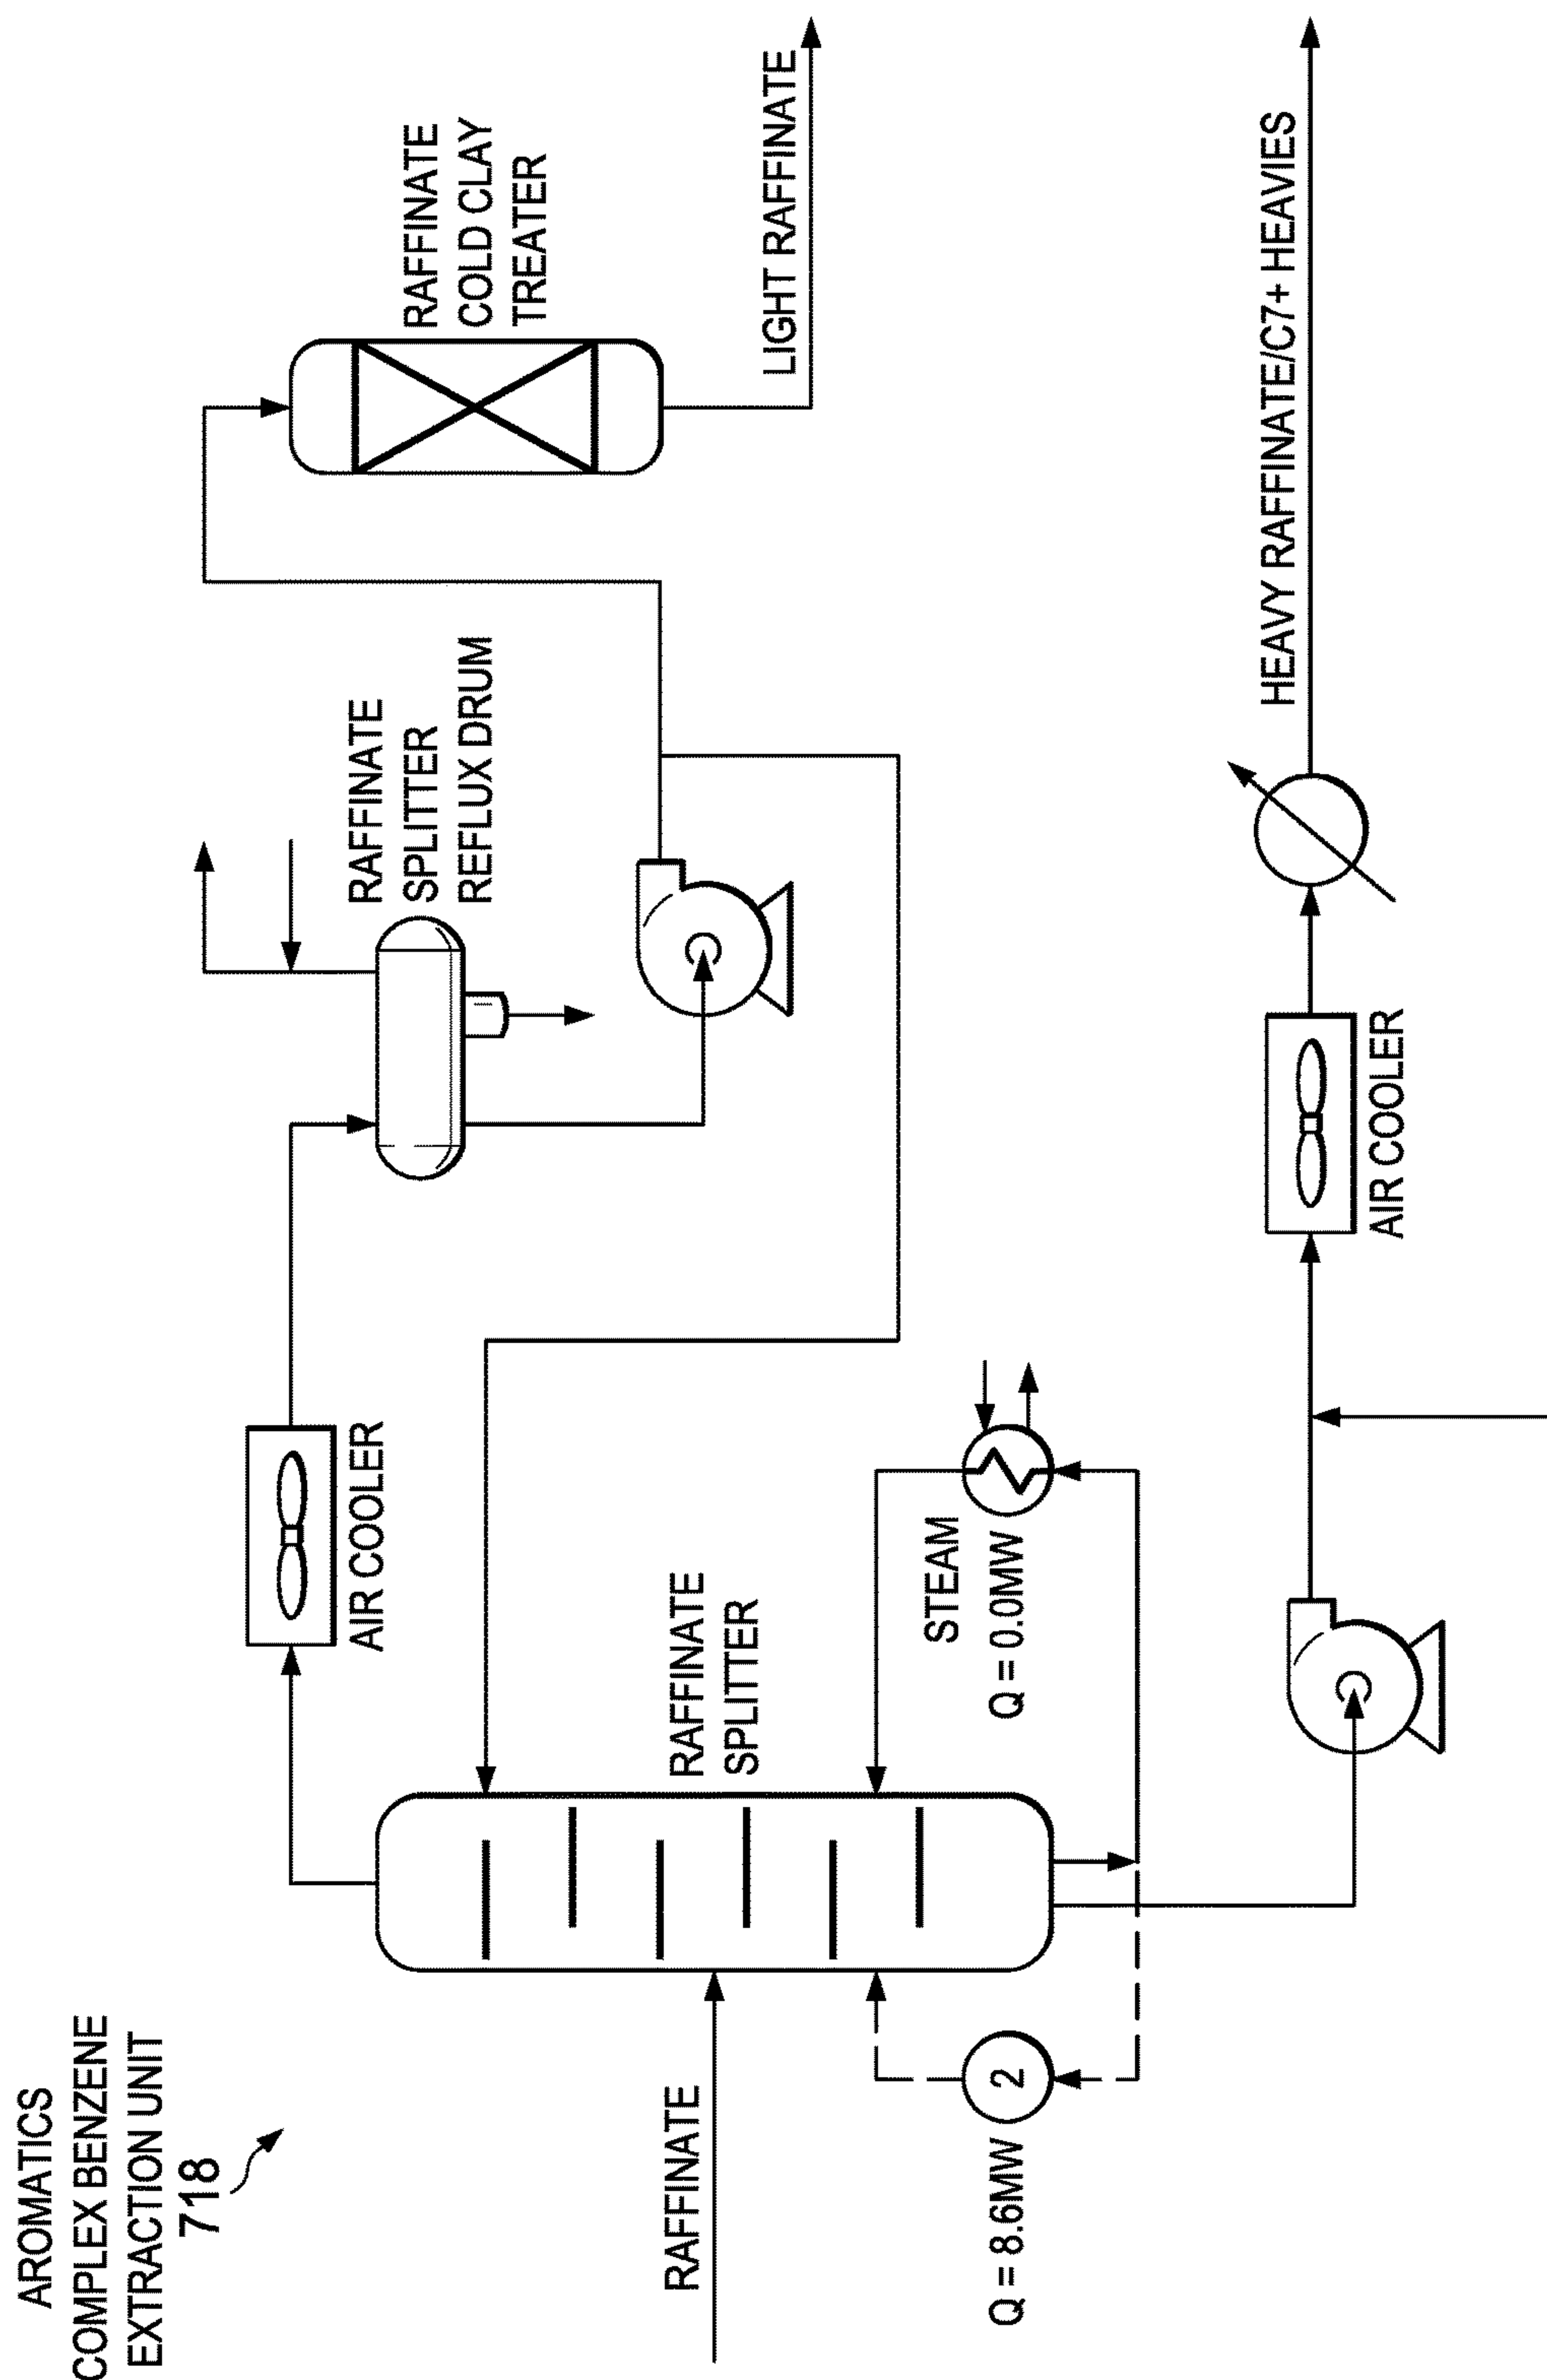 AROMATICS
COMPLEX BENZENE
EXTRACTION UNIT
718
AIR COOLER
RAFFINATE
SPLITTER
REFLUX DRUM
RAFFINATE
COLD CLAY
TREATER
RAFFINATE
RAFFINATE
SPLITTER
LIGHT RAFFINATE
STEAM
Q = 0.0MW
2
Q = 8.6MW
AIR COOLER
HEAVY RAFFINATE/C7+ HEAVIES